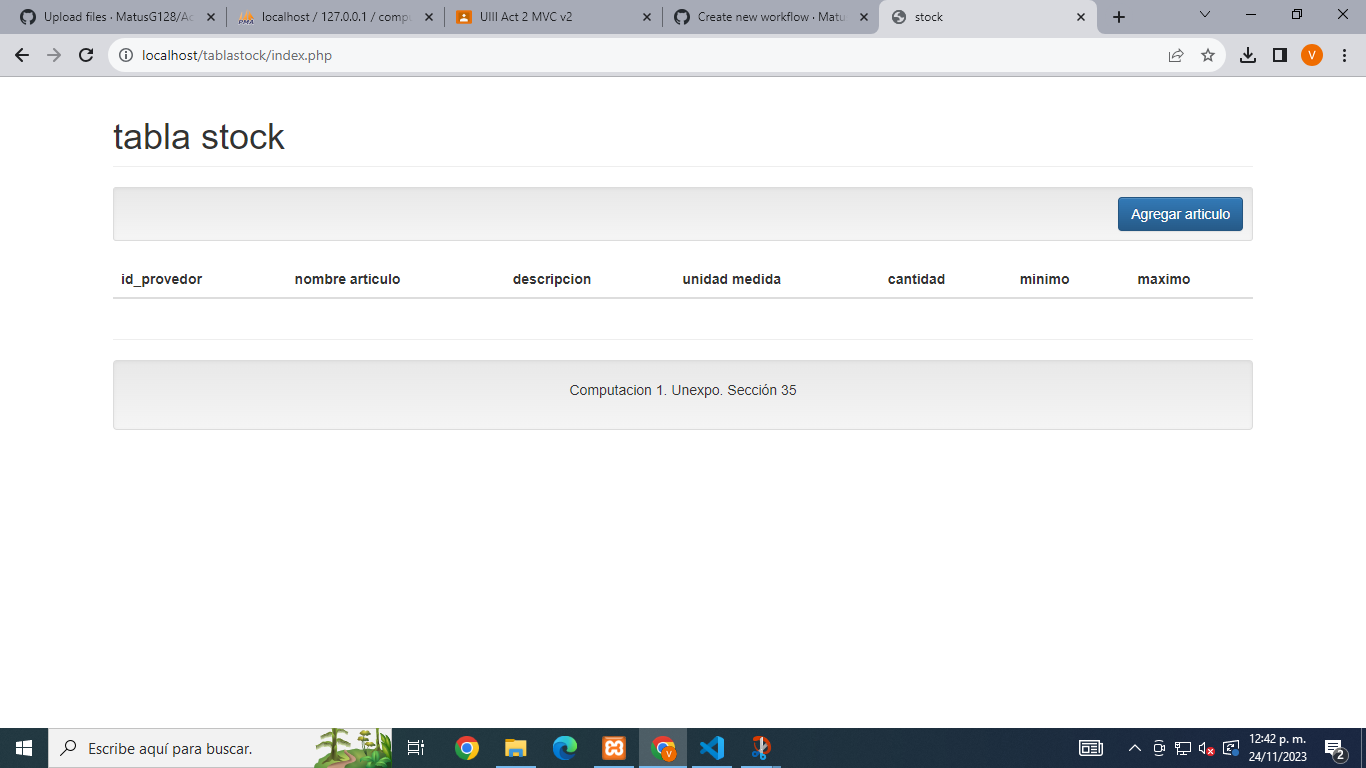 Upload files · MatusG128/Ac
localhost / 127.0.0.1 / compu
UIII Act 2 MVC v2
Create new workflow · Matu
stock
localhost/tablastock/index.php
V
tabla stock
Agregar articulo
id_provedor nombre articulo descripcion unidad medida cantidad minimo maximo
Computacion 1. Unexpo. Sección 35
Escribe aquí para buscar.
12:42 p. m.
24/11/2023
2